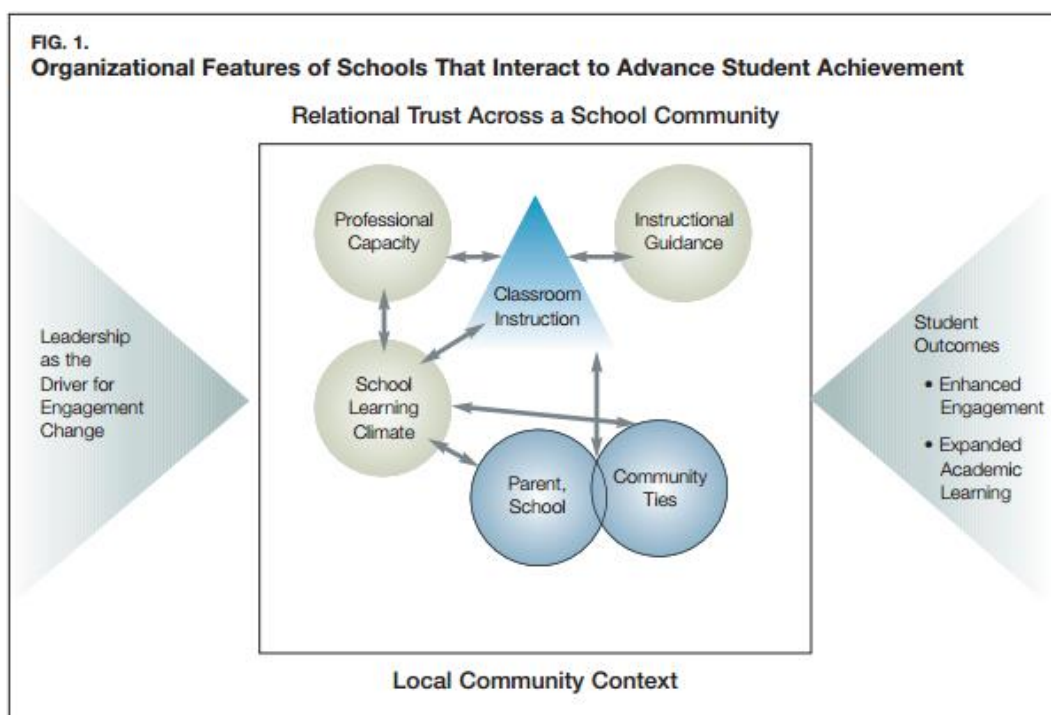 FIG. 1.
Organizational Features of Schools That Interact to Advance Student Achievement
Relational Trust Across a School Community
Professional
Capacity
Instructional
Guidance
Classroom
Instruction
Leadership
as the
Driver for
Engagement
Change
School
Learning
Climate
Parent,
School
Community
Ties
Student
Outcomes
• Enhanced
Engagement
• Expanded
Academic
Learning
Local Community Context